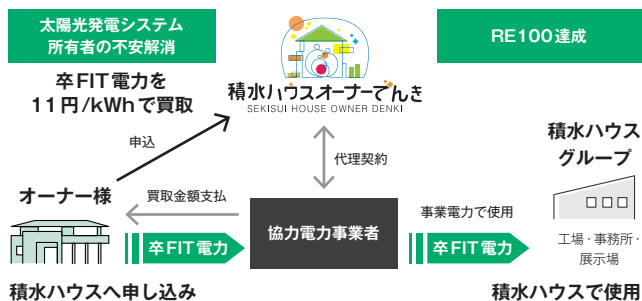 太陽光発電システム
所有者の不安解消
卒FIT電力を
11円/kWhで買取
積水ハウスオーナーでんき
SEKISUI HOUSE OWNER DENKI
RE100達成
申込
代理契約
積水ハウス
グループ
オーナー様
買取金額支払
協力電力事業者
事業電力で使用
卒FIT電力
卒FIT電力
工場・事務所・
展示場
積水ハウスへ申し込み
積水ハウスで使用